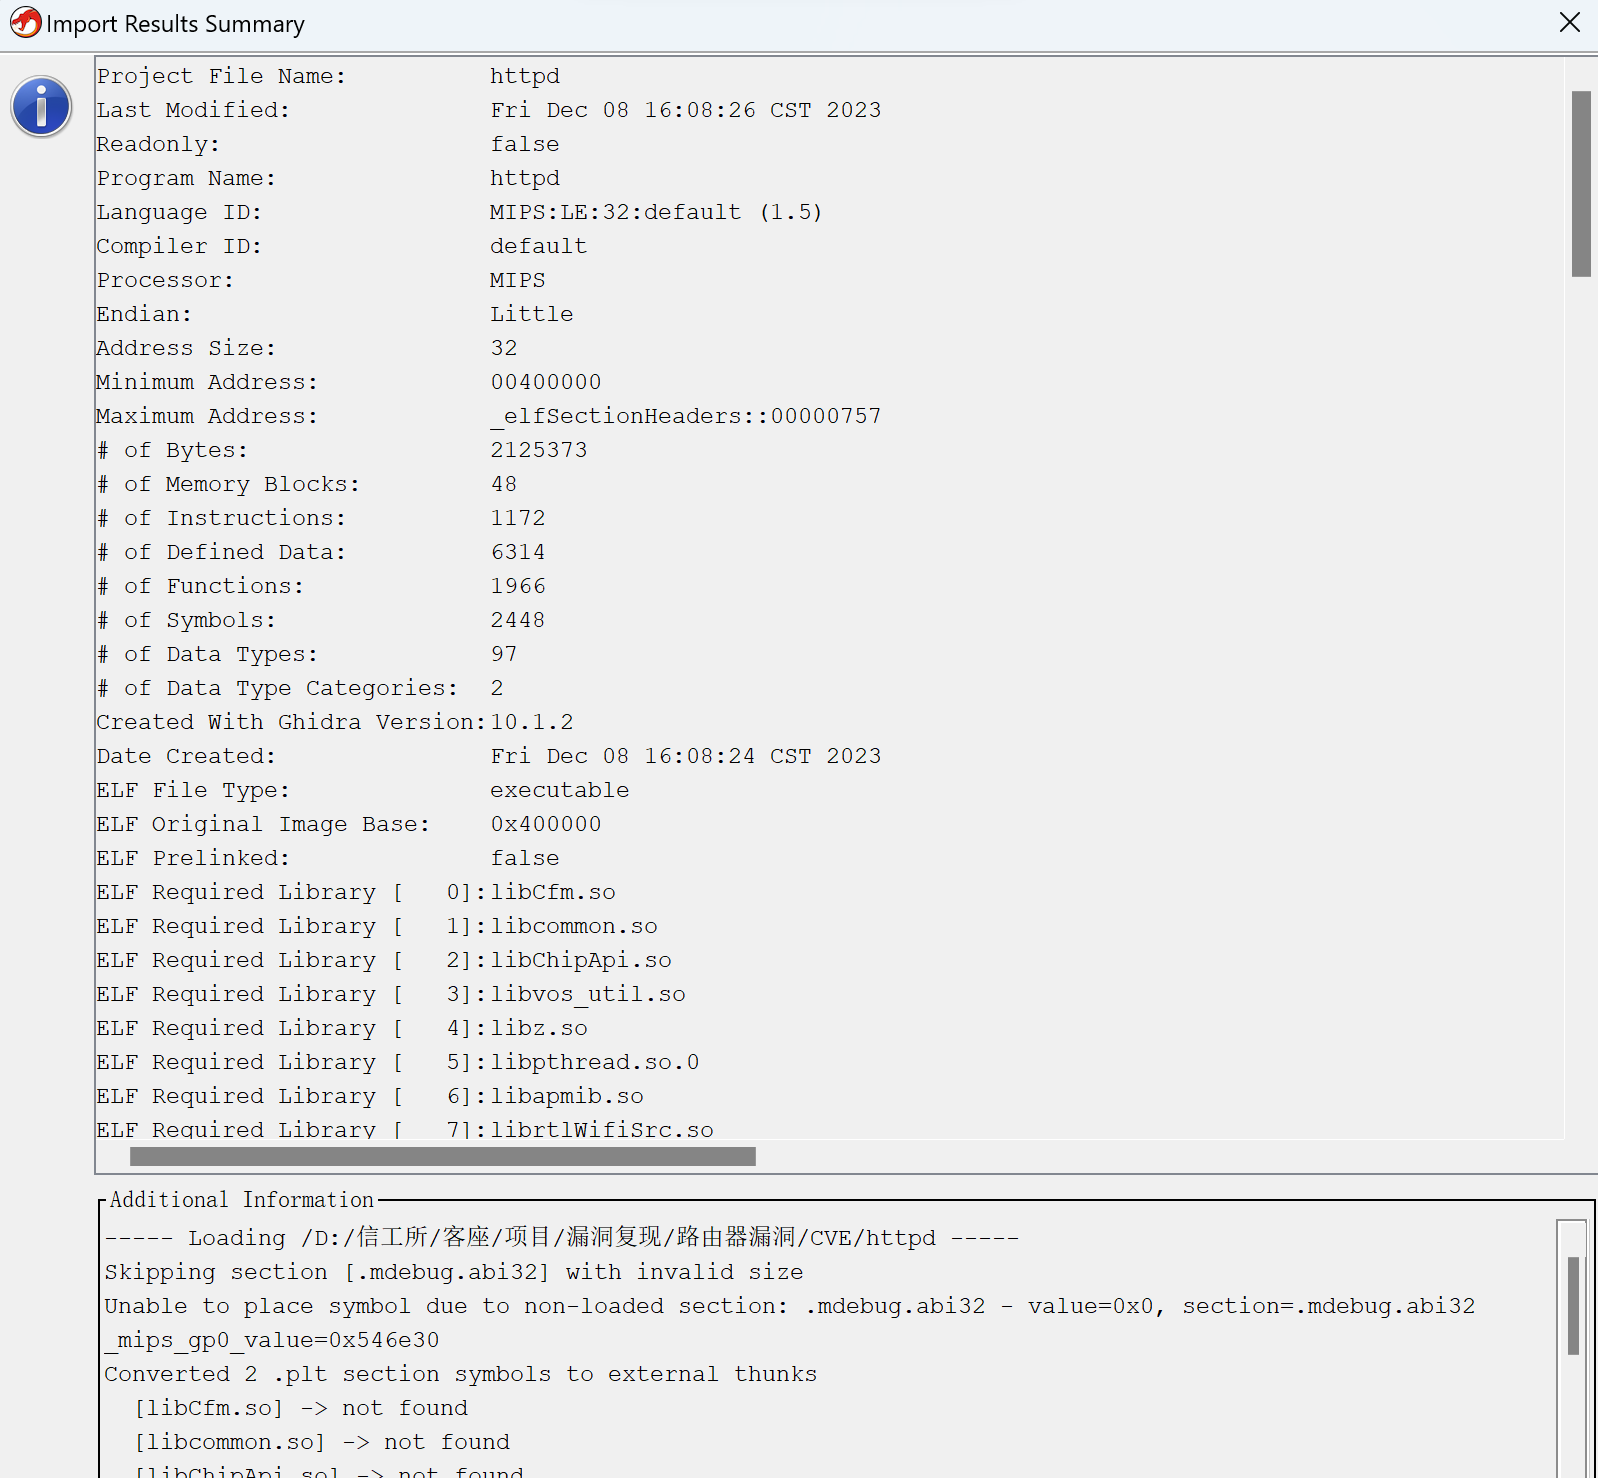 Import Results Summary
Project File Name: httpd
Last Modified: Fri Dec 08 16:08:26 CST 2023
Readonly: false
Program Name: httpd
Language ID: MIPS:LE:32:default (1.5)
Compiler ID: default
Processor: MIPS
Endian: Little
Address Size: 32
Minimum Address: 00400000
Maximum Address: _elfSectionHeaders::00000757
# of Bytes: 2125373
# of Memory Blocks: 48
# of Instructions: 1172
# of Defined Data: 6314
# of Functions: 1966
# of Symbols: 2448
# of Data Types: 97
# of Data Type Categories: 2
Created With Ghidra Version: 10.1.2
Date Created: Fri Dec 08 16:08:24 CST 2023
ELF File Type: executable
ELF Original Image Base: 0x400000
ELF Prelinked: false
ELF Required Library [   0]: libCfm.so
ELF Required Library [   1]: libcommon.so
ELF Required Library [   2]: libChipApi.so
ELF Required Library [   3]: libvos_util.so
ELF Required Library [   4]: libz.so
ELF Required Library [   5]: libpthread.so.0
ELF Required Library [   6]: libapmib.so
ELF Required Library [   7]: librtlWifiSrc.so
Additional Information
----- Loading /D:/信工所/客座/项目/漏洞复现/路由器漏洞/CVE/httpd -----
Skipping section [.mdebug.abi32] with invalid size
Unable to place symbol due to non-loaded section: .mdebug.abi32 - value=0x0, section=.mdebug.abi32
_mips_gp0_value=0x546e30
Converted 2 .plt section symbols to external thunks
[libCfm.so] -> not found
[libcommon.so] -> not found
[libChipApi.so] -> not found